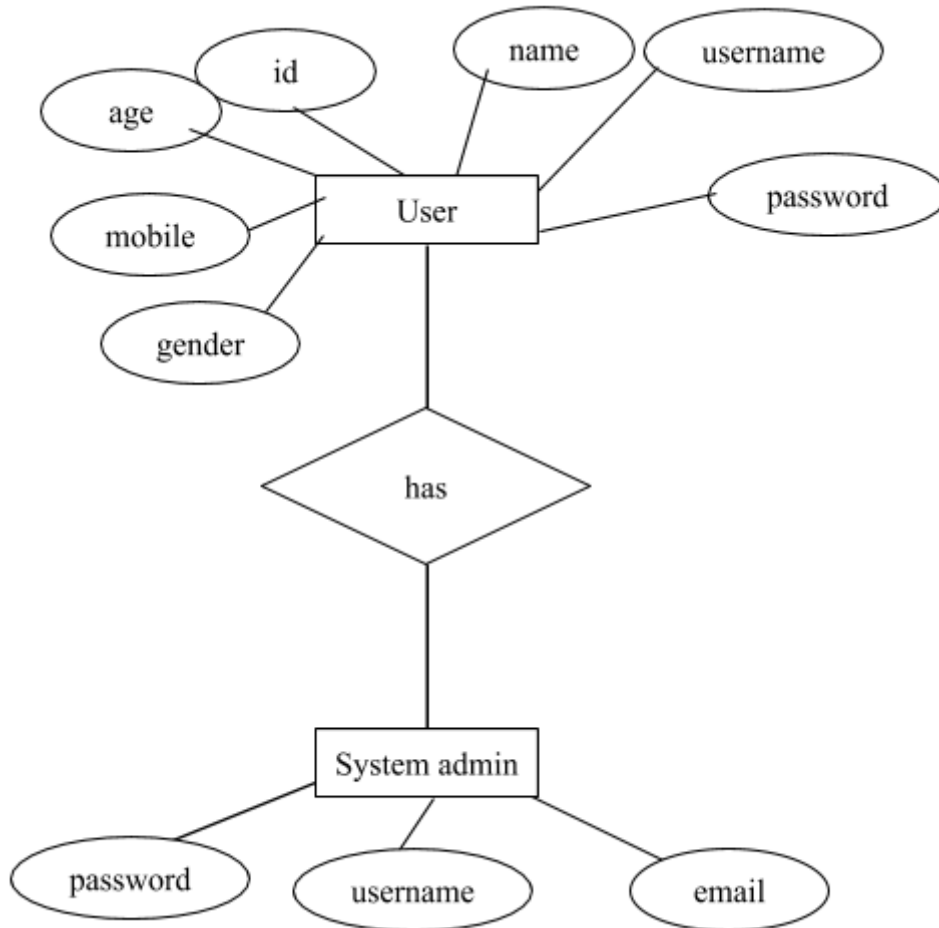 name
username
id
age
User
password
mobile
gender
has
System admin
password
username
email